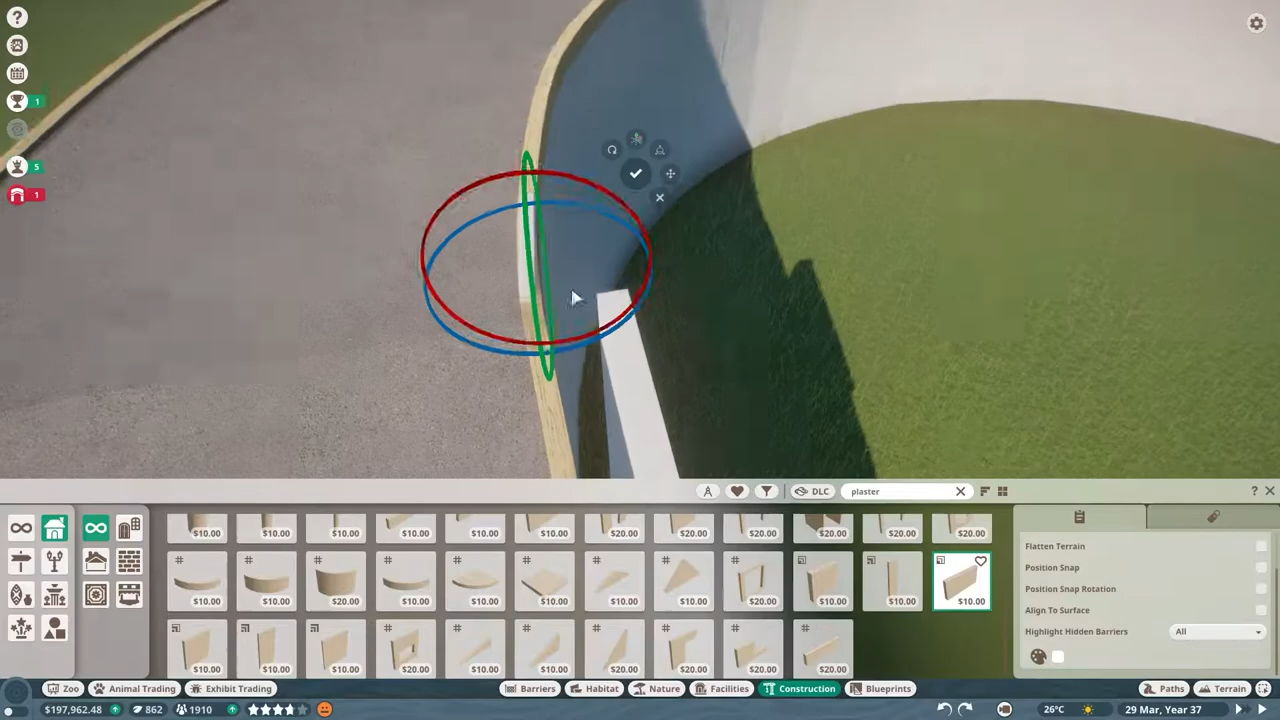 ?
1
5
1
DLC
plaster
?
$10.00 $10.00 $10.00 $10.00 $10.00 $10.00 $20.00 $20.00 $20.00 $20.00 $20.00 $20.00
$10.00 $10.00 $20.00 $10.00 $10.00 $10.00 $10.00 $10.00 $20.00 $10.00 $10.00 $10.00
$10.00 $10.00 $10.00 $20.00 $10.00 $10.00 $10.00 $20.00 $20.00 $20.00
Flatten Terrain
Position Snap
Position Snap Rotation
Align To Surface
Highlight Hidden Barriers All
Zoo Animal Trading Exhibit Trading Barriers Habitat Nature Facilities Construction Blueprints Paths Terrain
$197,962.48 862 1910 26°C 29 Mar, Year 37